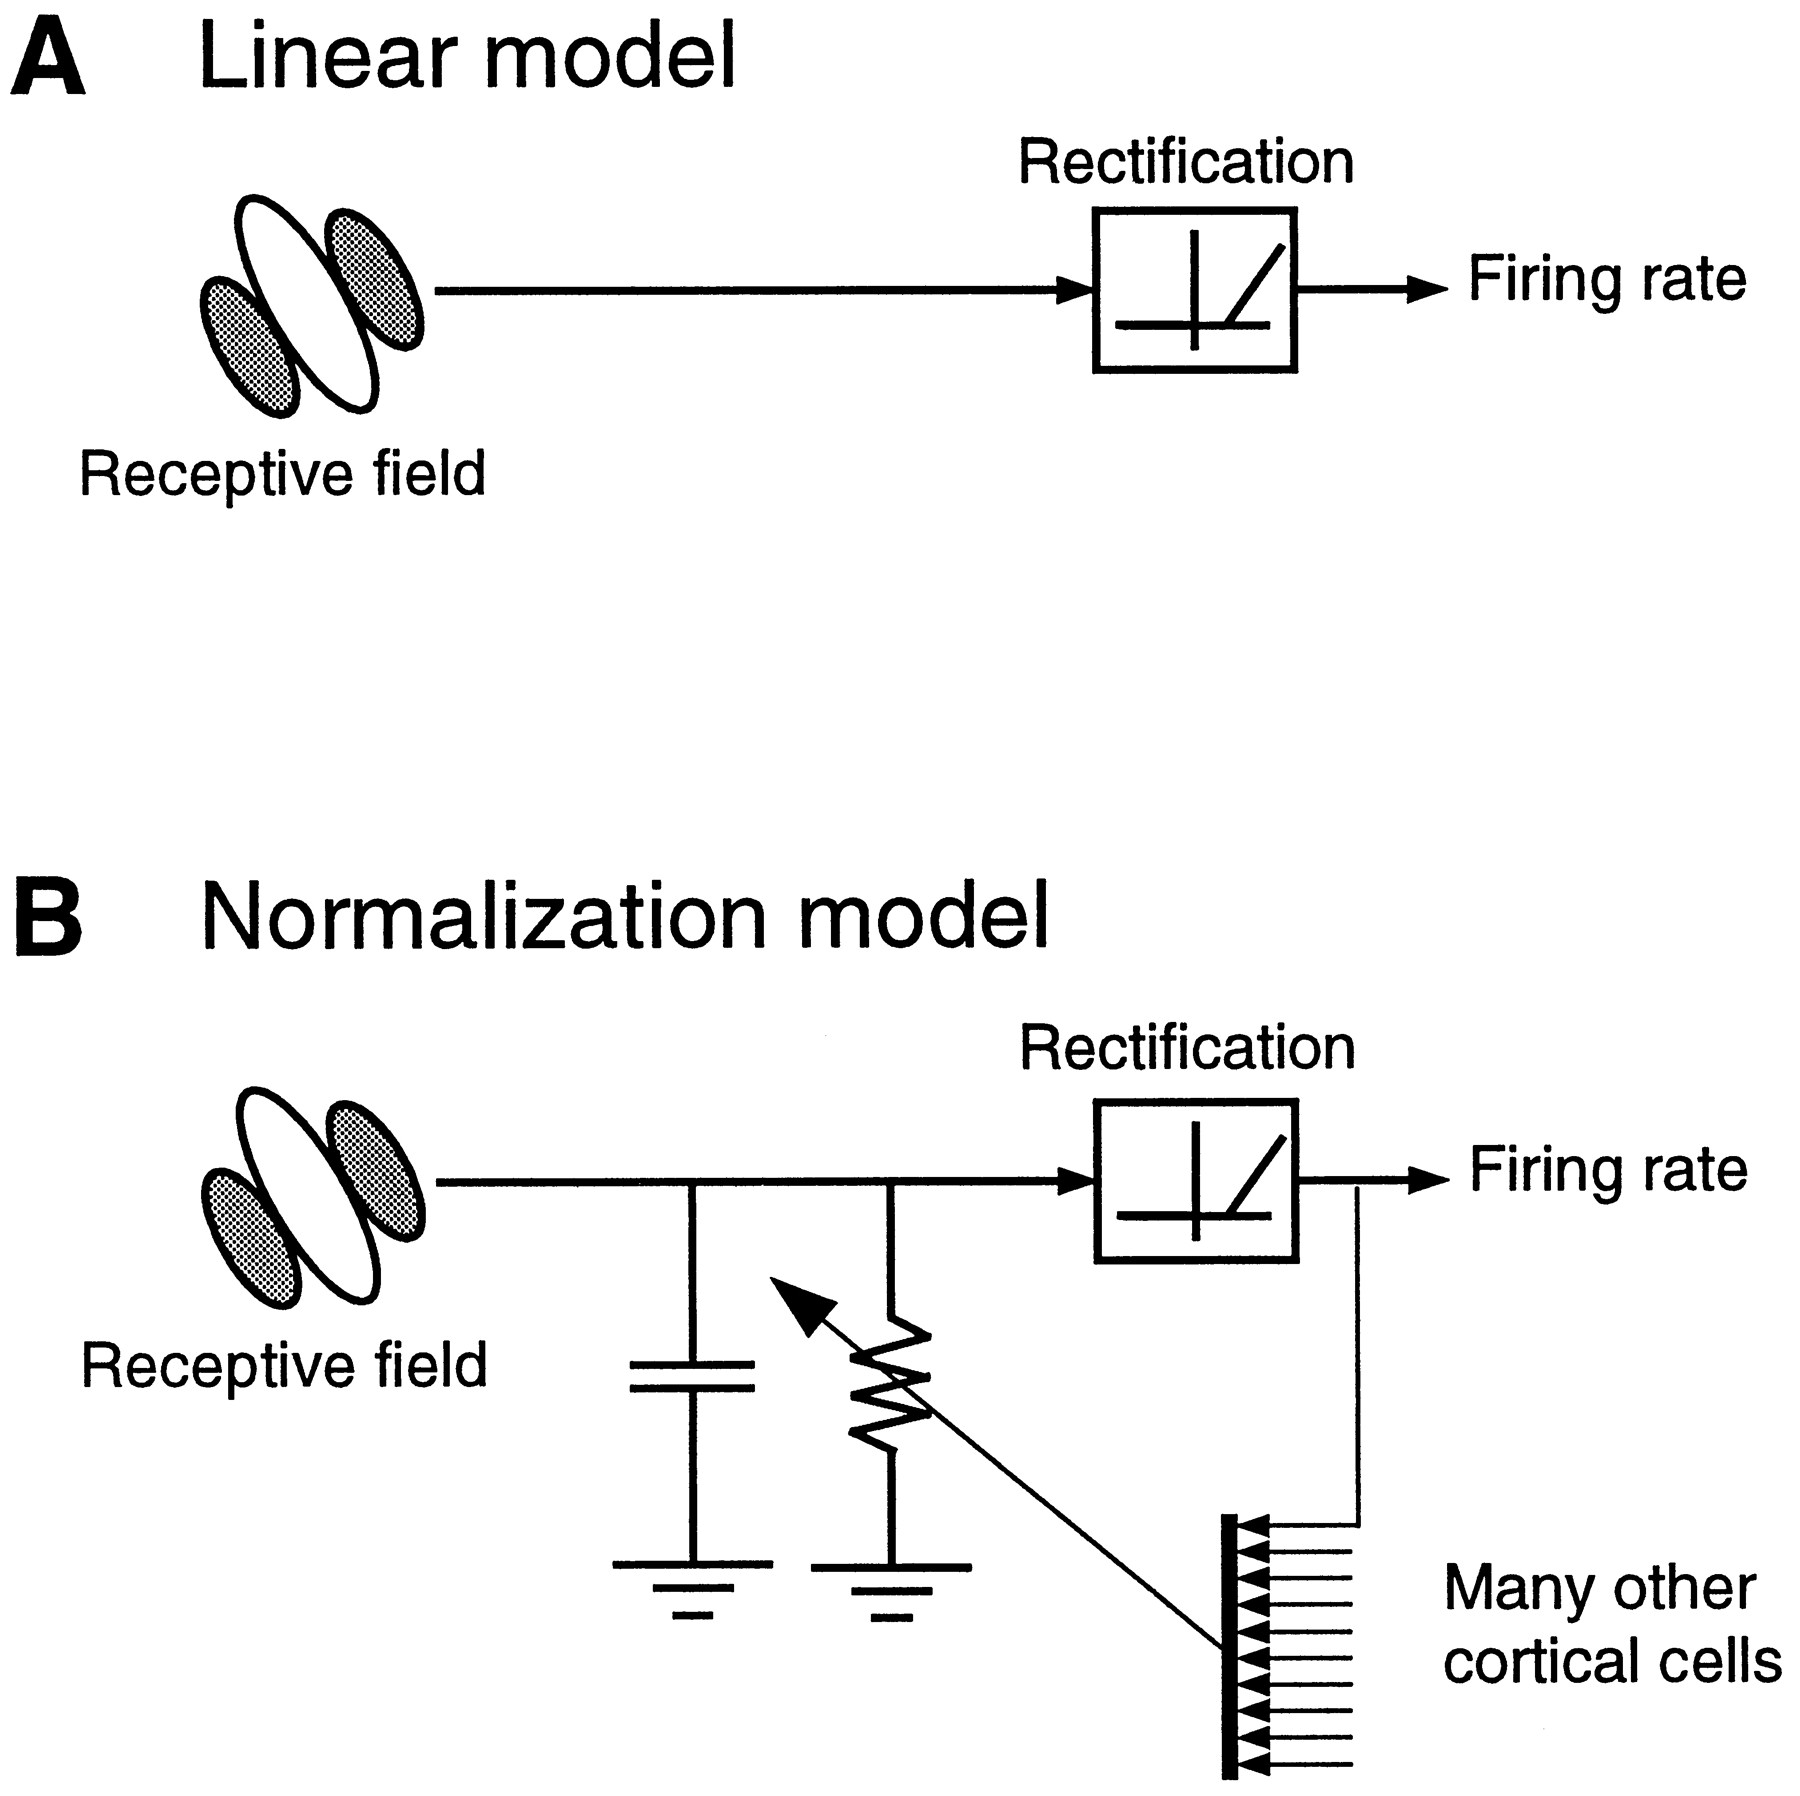 A Linear model
Rectification
Firing rate
Receptive field
B Normalization model
Rectification
Firing rate
Receptive field
Many other
cortical cells